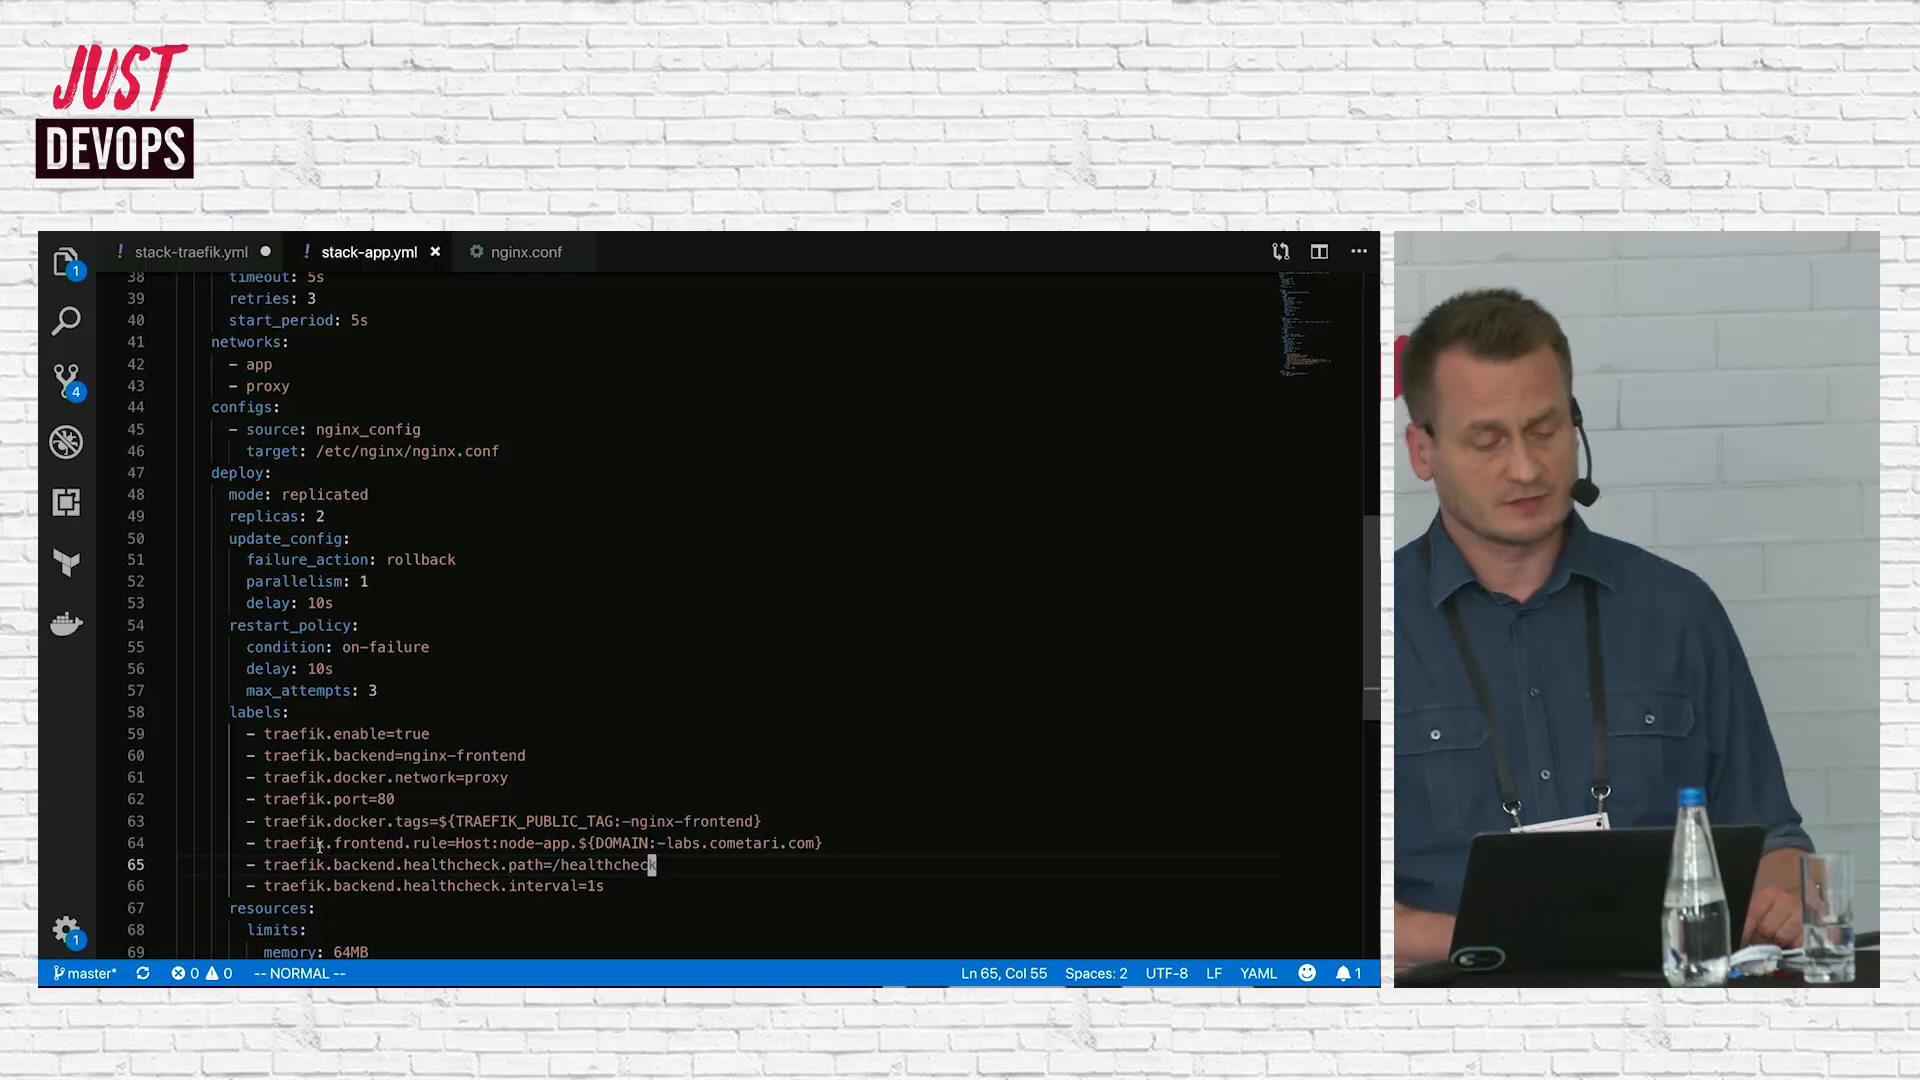 JUST
DEVOPS
! stack-traefik.yml ● ! stack-app.yml × nginx.conf
38 timeout: 5s
39 retries: 3
40 start_period: 5s
41 networks:
42 - app
43 - proxy
44 configs:
45 - source: nginx_config
46 target: /etc/nginx/nginx.conf
47 deploy:
48 mode: replicated
49 replicas: 2
50 update_config:
51 failure_action: rollback
52 parallelism: 1
53 delay: 10s
54 restart_policy:
55 condition: on-failure
56 delay: 10s
57 max_attempts: 3
58 labels:
59 - traefik.enable=true
60 - traefik.backend=nginx-frontend
61 - traefik.docker.network=proxy
62 - traefik.port=80
63 - traefik.docker.tags=${TRAEFIK_PUBLIC_TAG:-nginx-frontend}
64 - traefik.frontend.rule=Host:node-app.${DOMAIN:-labs.cometari.com}
65 - traefik.backend.healthcheck.path=/healthcheck
66 - traefik.backend.healthcheck.interval=1s
67 resources:
68 limits:
69 memory: 64MB
1
4
1
master* 0 0 -- NORMAL -- Ln 65, Col 55 Spaces: 2 UTF-8 LF YAML 1